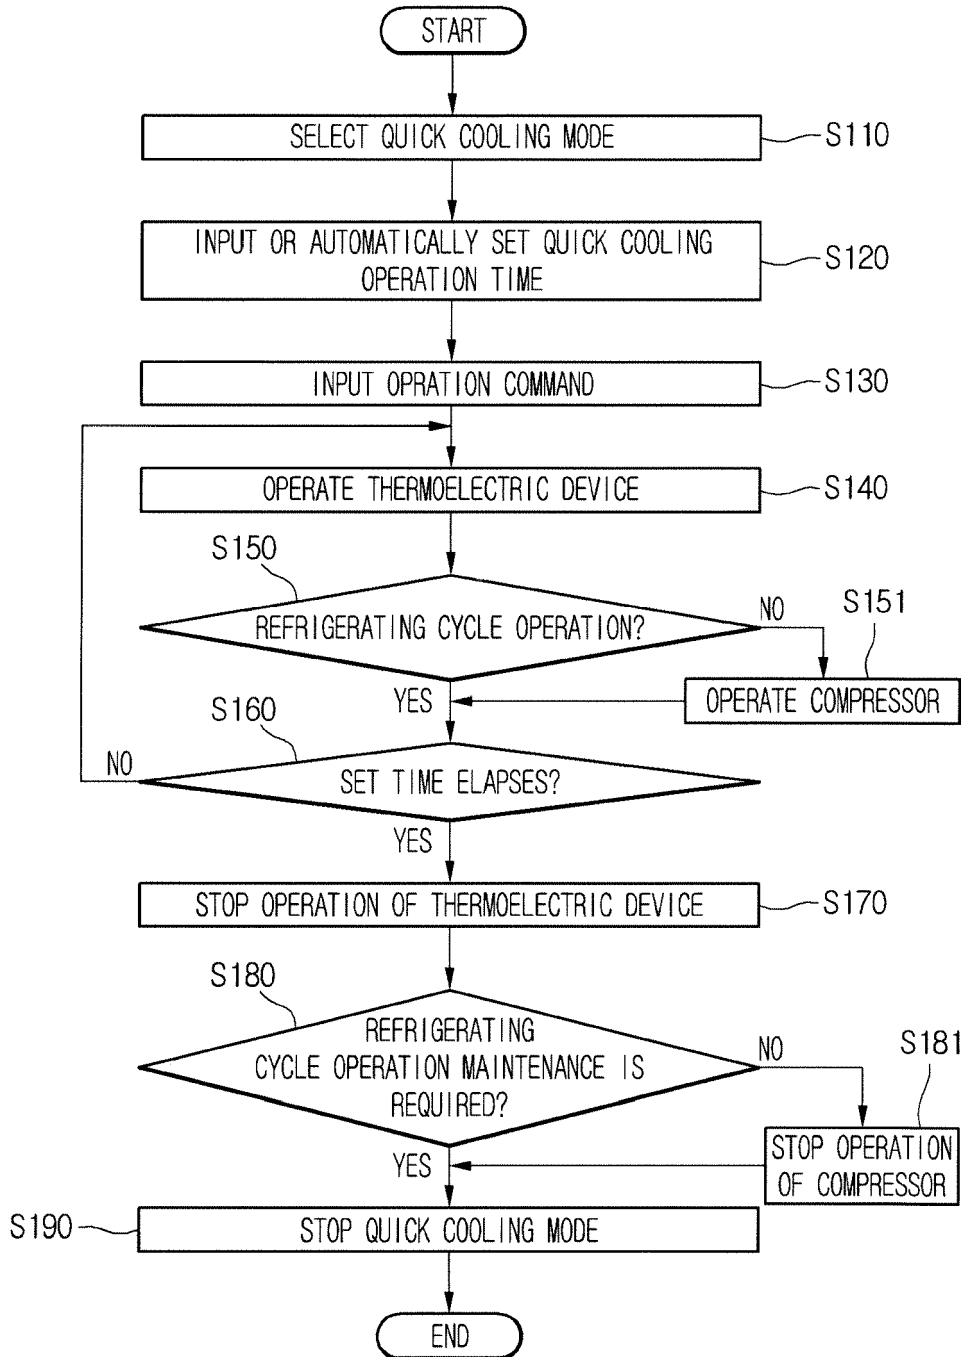 START
SELECT QUICK COOLING MODE
S110
INPUT OR AUTOMATICALLY SET QUICK COOLING
OPERATION TIME
S120
INPUT OPRATION COMMAND
S130
OPERATE THERMOELECTRIC DEVICE
S140
S150
REFRIGERATING CYCLE OPERATION?
NO
S151
OPERATE COMPRESSOR
YES
S160
SET TIME ELAPSES?
NO
YES
STOP OPERATION OF THERMOELECTRIC DEVICE
S170
S180
REFRIGERATING
CYCLE OPERATION MAINTENANCE IS
REQUIRED?
NO
S181
STOP OPERATION
OF COMPRESSOR
YES
S190
STOP QUICK COOLING MODE
END